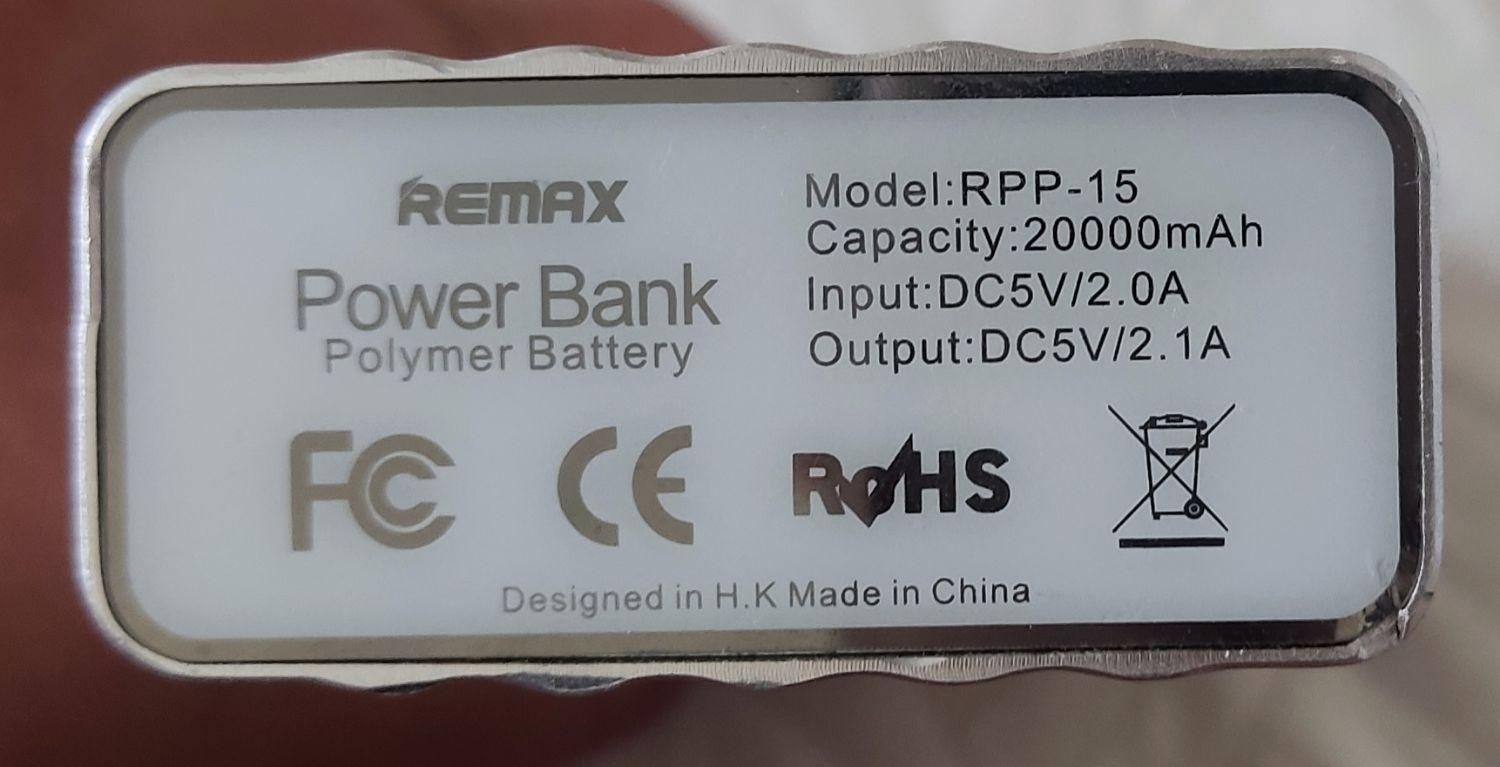 REMAX
Power Bank
Polymer Battery
Model:RPP-15
Capacity:20000mAh
Input:DC5V/2.0A
Output:DC5V/2.1A
FC CE RoHS
Designed in H.K Made in China